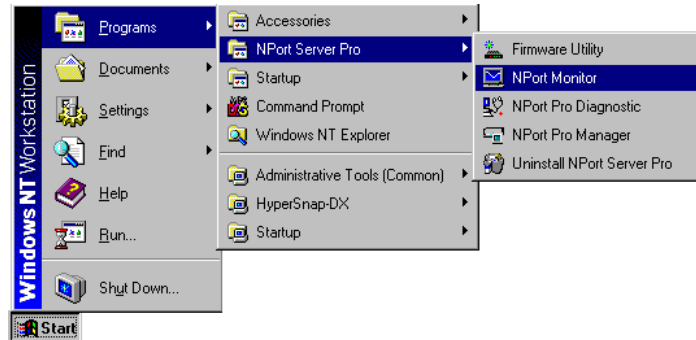 Windows NT Workstation
Programs
Documents
Settings
Find
Help
Run...
Shut Down...
Start
Accessories
NPort Server Pro
Startup
Command Prompt
Windows NT Explorer
Administrative Tools (Common)
HyperSnap-DX
Startup
Firmware Utility
NPort Monitor
NPort Pro Diagnostic
NPort Pro Manager
Uninstall NPort Server Pro